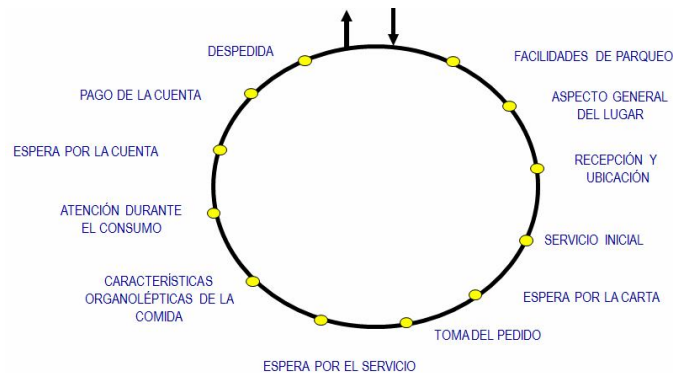 DESPEDIDA
FACILIDADES DE PARQUEO
PAGO DE LA CUENTA
ASPECTO GENERAL
DEL LUGAR
ESPERA POR LA CUENTA
RECEPCIÓN Y
UBICACIÓN
ATENCIÓN DURANTE
EL CONSUMO
SERVICIO INICIAL
CARACTERÍSTICAS
ORGANOLÉPTICAS DE LA
COMIDA
ESPERA POR LA CARTA
TOMA DEL PEDIDO
ESPERA POR EL SERVICIO